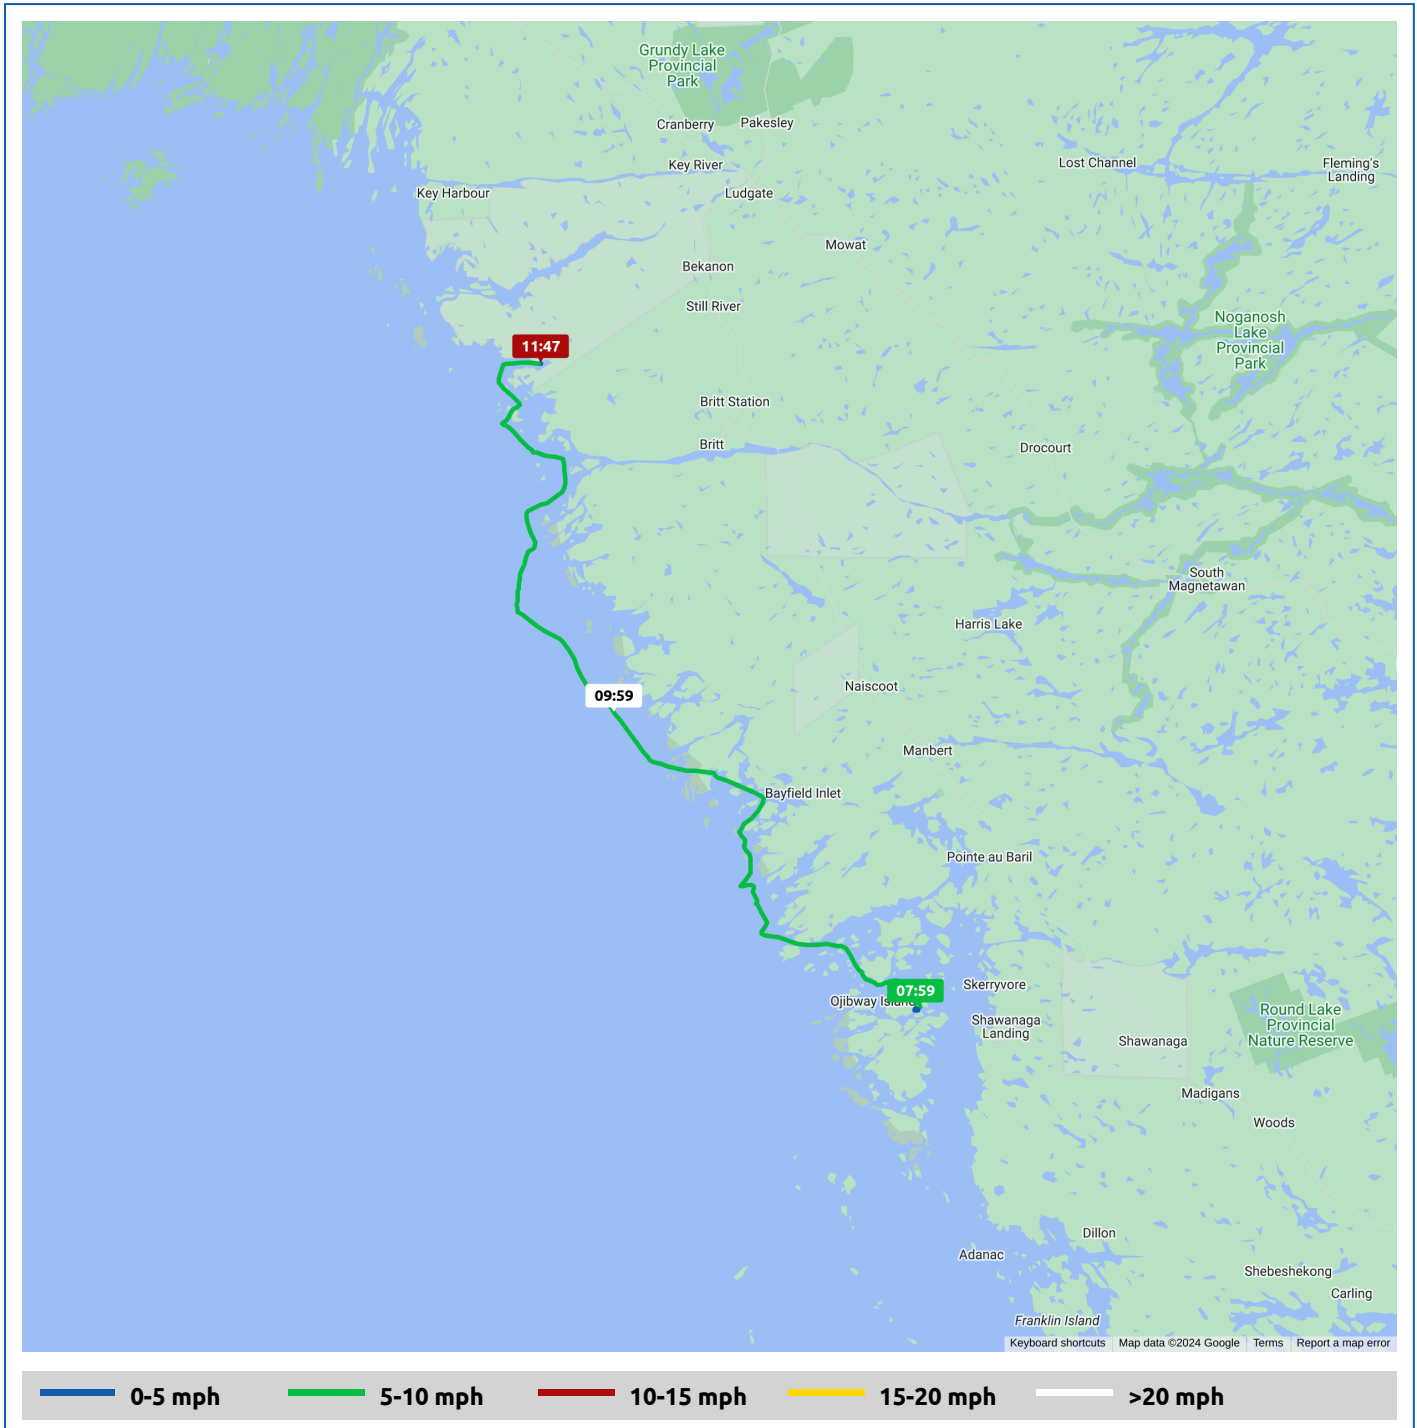 Grundy Lake
Provincial
Park
Cranberry
Pakesley
Key River
Lost Channel
Fleming's
Landing
Key Harbour
Ludgate
Mowat
Bekanon
Still River
Noganosh
Lake
Provincial
Park
11:47
Britt Station
Britt
Drocourt
South
Magnetawan
Harris Lake
Naiscoot
09:59
Manbert
Bayfield Inlet
Pointe au Baril
Skerryvore
07:59
Ojibway Island
Shawanaga
Landing
Round Lake
Provincial
Nature Reserve
Shawanaga
Madigans
Woods
Dillon
Adanac
Shebeshekong
Carling
Franklin Island
Keyboard shortcuts
Map data ©2024 Google
Terms
Report a map error
0-5 mph
5-10 mph
10-15 mph
15-20 mph
>20 mph